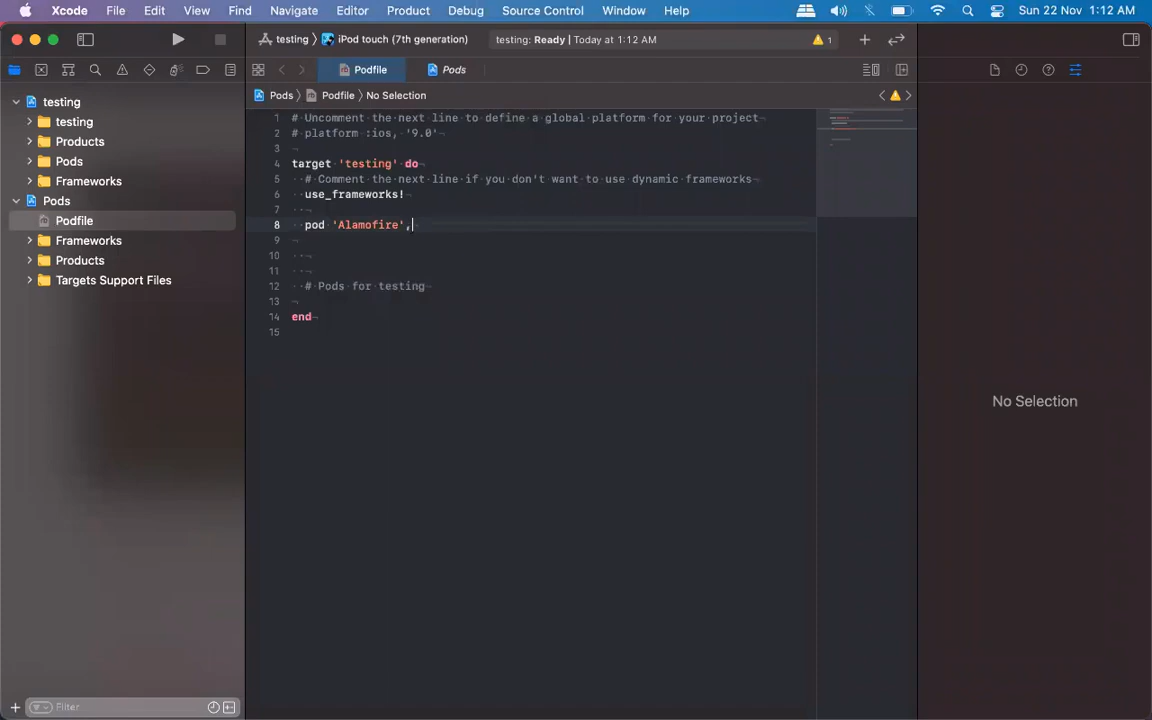 Xcode File Edit View Find Navigate Editor Product Debug Source Control Window Help Sun 22 Nov 1:12 AM
testing iPod touch (7th generation) testing: Ready | Today at 1:12 AM 1
Podfile Pods
Pods Podfile No Selection
testing
testing
Products
Pods
Frameworks
Pods
Podfile
Frameworks
Products
Targets Support Files
Filter
1 # Uncomment the next line to define a global platform for your project
2 # platform :ios, '9.0'
3
4 target 'testing' do
5 # Comment the next line if you don't want to use dynamic frameworks
6 use_frameworks!
7
8 pod 'Alamofire',
9
10
11
12 # Pods for testing
13
14 end
15
No Selection